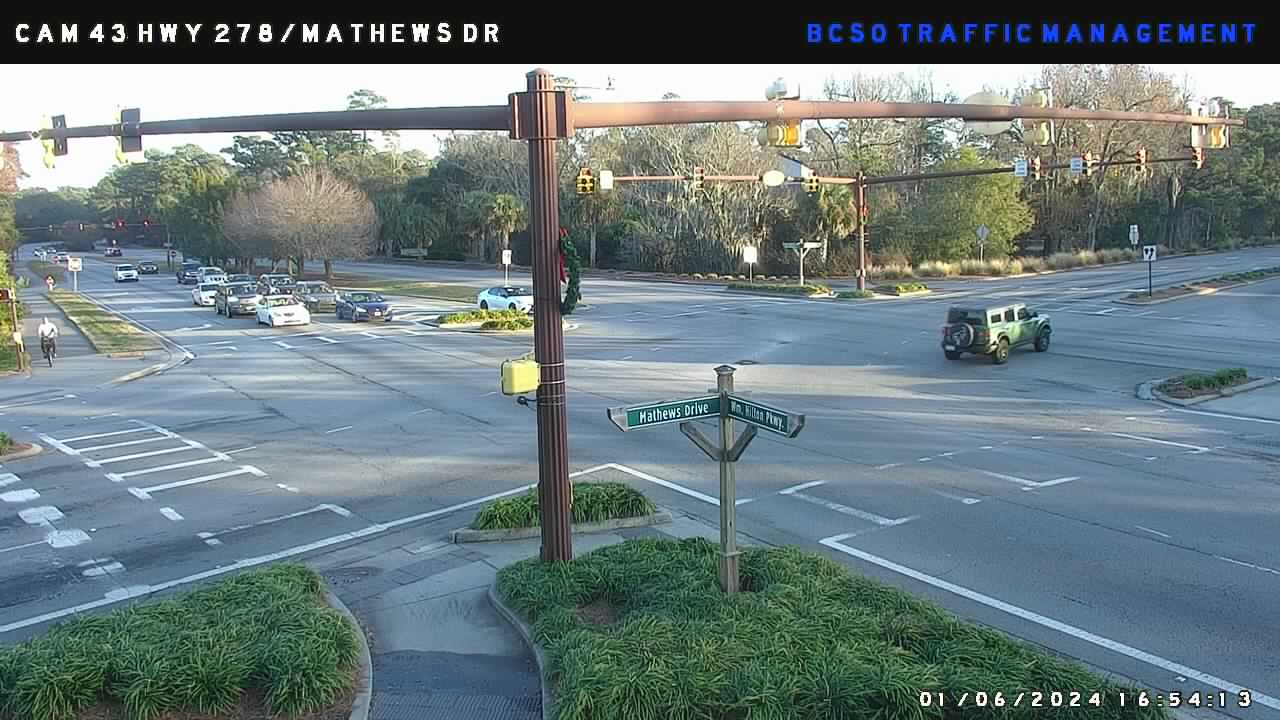 CAM 43 HWY 278/MATHEWS DR
BCSO TRAFFIC MANAGEMENT
Mathews Drive
Wm. Hilton Pkwy.
01/06/2024 16:54:13